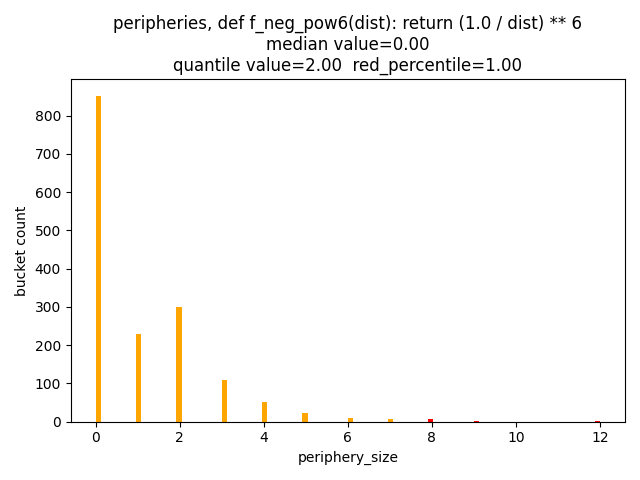 peripheries, def f_neg_pow6(dist): return (1.0 / dist) ** 6
median value=0.00
quantile value=2.00  red_percentile=1.00
bucket count
800
700
600
500
400
300
200
100
0
0 2 4 6 8 10 12
periphery_size